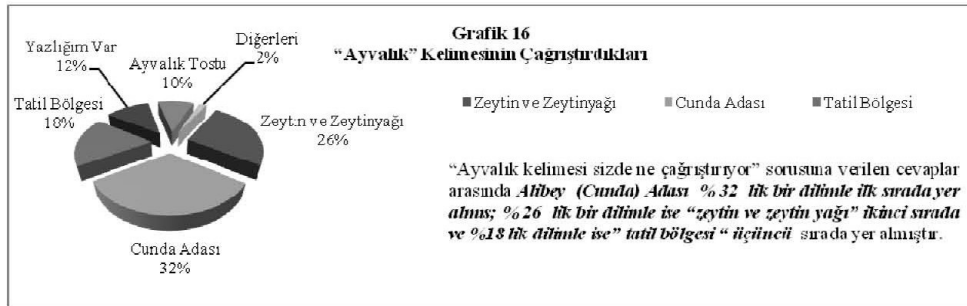 Grafik 16
"Ayvalık" Kelimesinin Çağrıştırdıkları
Yazlığım Var
12%
Ayvalık Tostu
10%
Diğerleri
2%
Tatil Bölgesi
18%
Zeytin ve Zeytinyağı
26%
Cunda Adası
32%
Zeytin ve Zeytinyağı Cunda Adası Tatil Bölgesi
"Ayvalık kelimesi sizde ne çağrıştırıyor" sorusuna verilen cevaplar
arasında Alibey (Cunda) Adası %32 lik bir dilimle ilk sırada yer
almış; %26 lik bir dilimle ise "zeytin ve zeytin yağı" ikinci sırada
ve %18 lik dilimle ise" tatil bölgesi " üçüncü sırada yer almıştır.